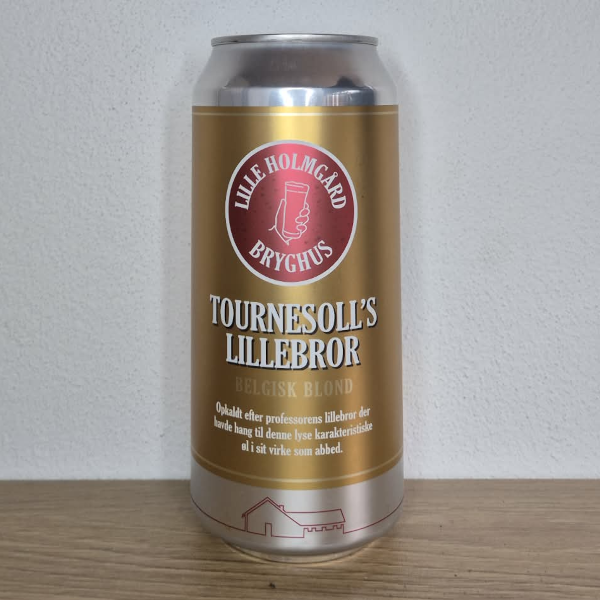 LILLE HOLMGÅRD
BRYGHUS
TOURNESOLL'S
LILLEBROR
BELGISK BLOND
Opkaldt efter professorens lillebror der
havde hang til denne lyse karakteristiske
øl i sit virke som abbed.